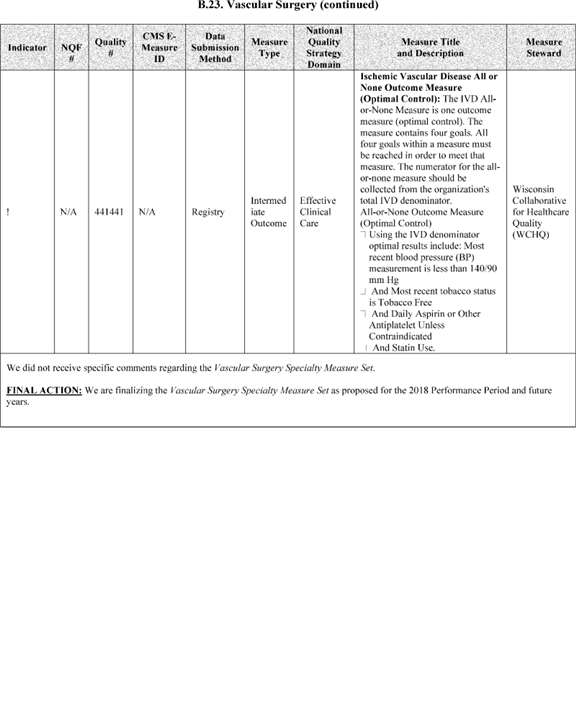 B.23. Vascular Surgery (continued)
Indicator
NQF
#
Quality
#
CMS E-
Measure
ID
Data
Submission
Method
Measure
Type
National
Quality
Strategy
Domain
Measure Title
and Description
Measure
Steward
!
N/A
441441
N/A
Registry
Intermed
iate
Outcome
Effective
Clinical
Care
Ischemic Vascular Disease All or
None Outcome Measure
(Optimal Control): The IVD All-
or-None Measure is one outcome
measure (optimal control). The
measure contains four goals. All
four goals within a measure must
be reached in order to meet that
measure. The numerator for the all-
or-none measure should be
collected from the organization's
total IVD denominator.
All-or-None Outcome Measure
(Optimal Control)
Using the IVD denominator
optimal results include: Most
recent blood pressure (BP)
measurement is less than 140/90
mm Hg
And Most recent tobacco status
is Tobacco Free
And Daily Aspirin or Other
Antiplatelet Unless
Contraindicated
And Statin Use.
Wisconsin
Collaborative
for Healthcare
Quality
(WCHQ)
We did not receive specific comments regarding the Vascular Surgery Specialty Measure Set.
FINAL ACTION: We are finalizing the Vascular Surgery Specialty Measure Set as proposed for the 2018 Performance Period and future
years.